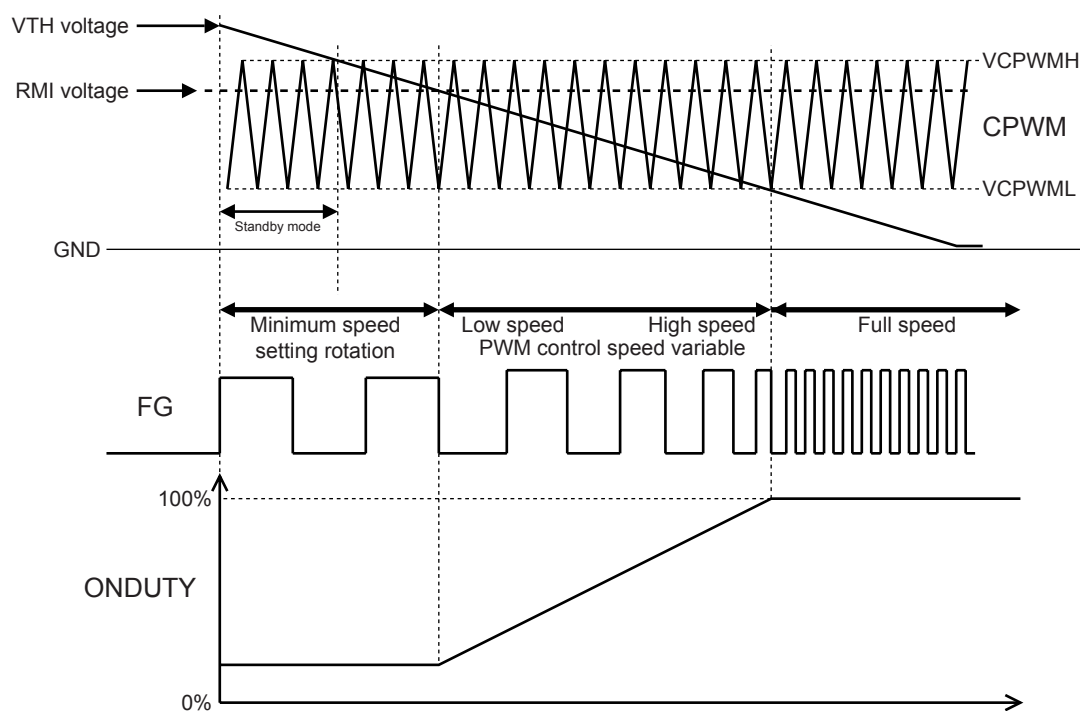 VTH voltage
VCPWMH
RMI voltage
CPWM
VCPWML
Standby mode
GND
Minimum speed
setting rotation
Low speed
High speed
PWM control speed variable
Full speed
FG
100%
ONDUTY
0%